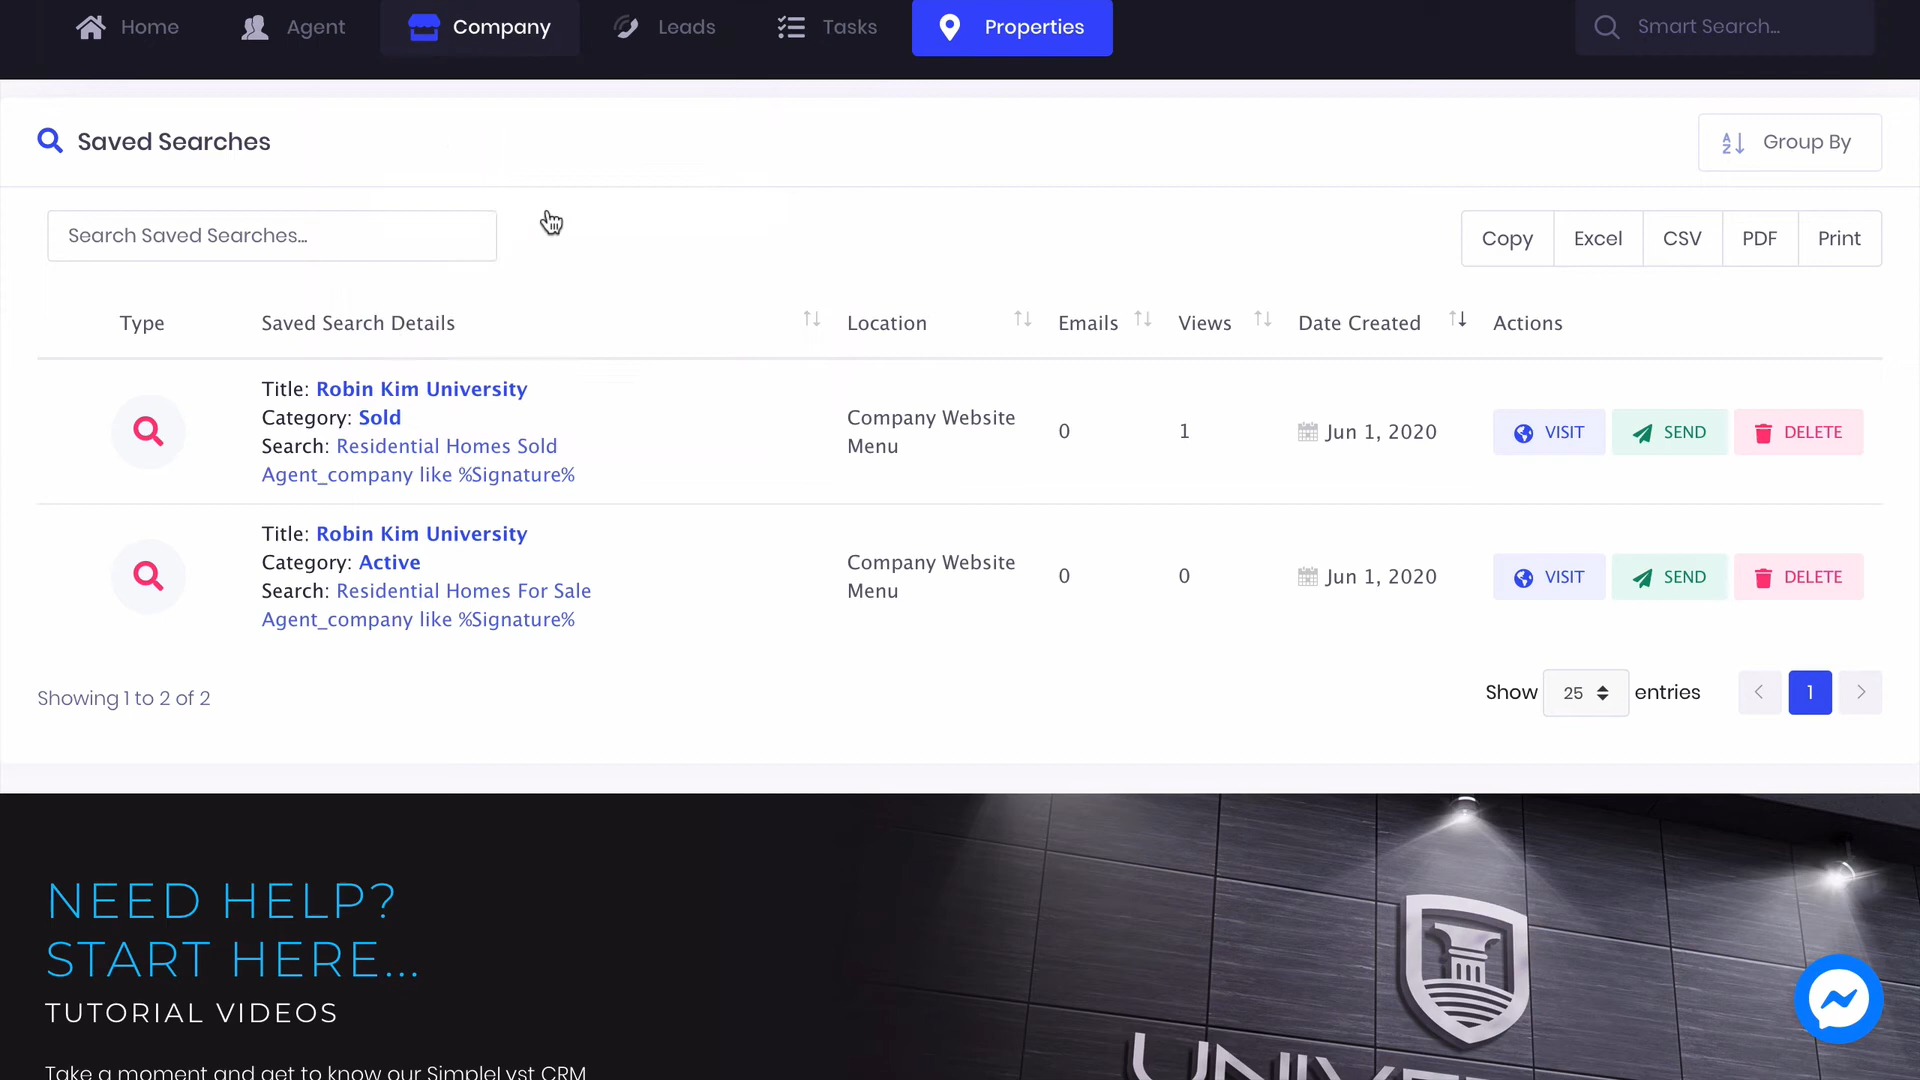 Home Agent Company Leads Tasks Properties Smart Search...
Saved Searches
Group By
Search Saved Searches...
Copy Excel CSV PDF Print
Type Saved Search Details Location Emails Views Date Created Actions
Title: Robin Kim University
Category: Sold
Search: Residential Homes Sold
Agent_company like %Signature%
Company Website
Menu
0 1 Jun 1, 2020 VISIT SEND DELETE
Title: Robin Kim University
Category: Active
Search: Residential Homes For Sale
Agent_company like %Signature%
Company Website
Menu
0 0 Jun 1, 2020 VISIT SEND DELETE
Showing 1 to 2 of 2
Show 25 entries 1
NEED HELP?
START HERE...
TUTORIAL VIDEOS
Take a moment and get to know our SimpleLyst CRM